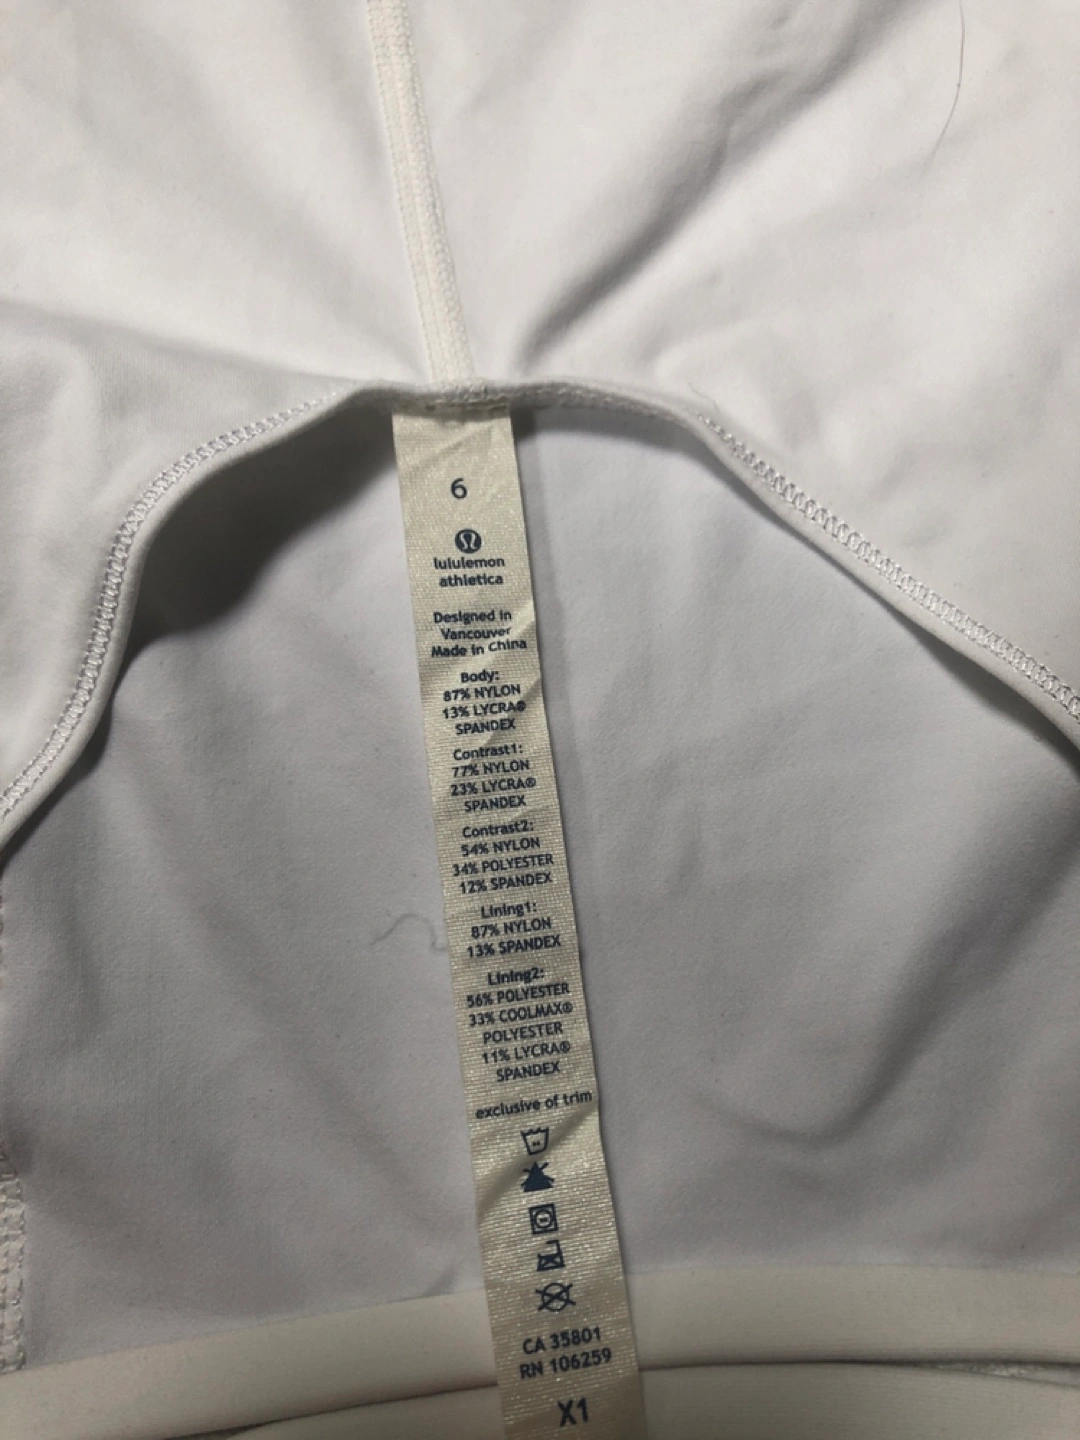 6
lululemon
athletica
Designed in
Vancouver
Made in China
Body:
87% NYLON
13% LYCRA®
SPANDEX
Contrast1:
77% NYLON
23% LYCRA®
SPANDEX
Contrast2:
54% NYLON
34% POLYESTER
12% SPANDEX
Lining1:
87% NYLON
13% SPANDEX
Lining2:
56% POLYESTER
33% COOLMAX®
POLYESTER
11% LYCRA®
SPANDEX
exclusive of trim
CA 35801
RN 106259
X1